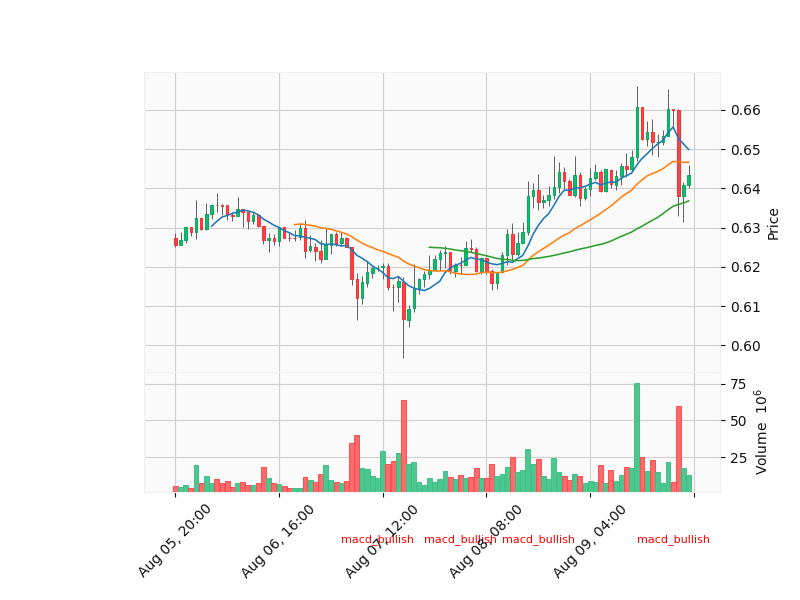 0.66
0.65
0.64
0.63
0.62
0.61
0.60
Price
75
50
25
Volume 10^6
Aug 05, 20:00
Aug 06, 16:00
Aug 07, 12:00
Aug 08, 08:00
Aug 09, 04:00
macd_bullish
macd_bullish
macd_bullish
macd_bullish